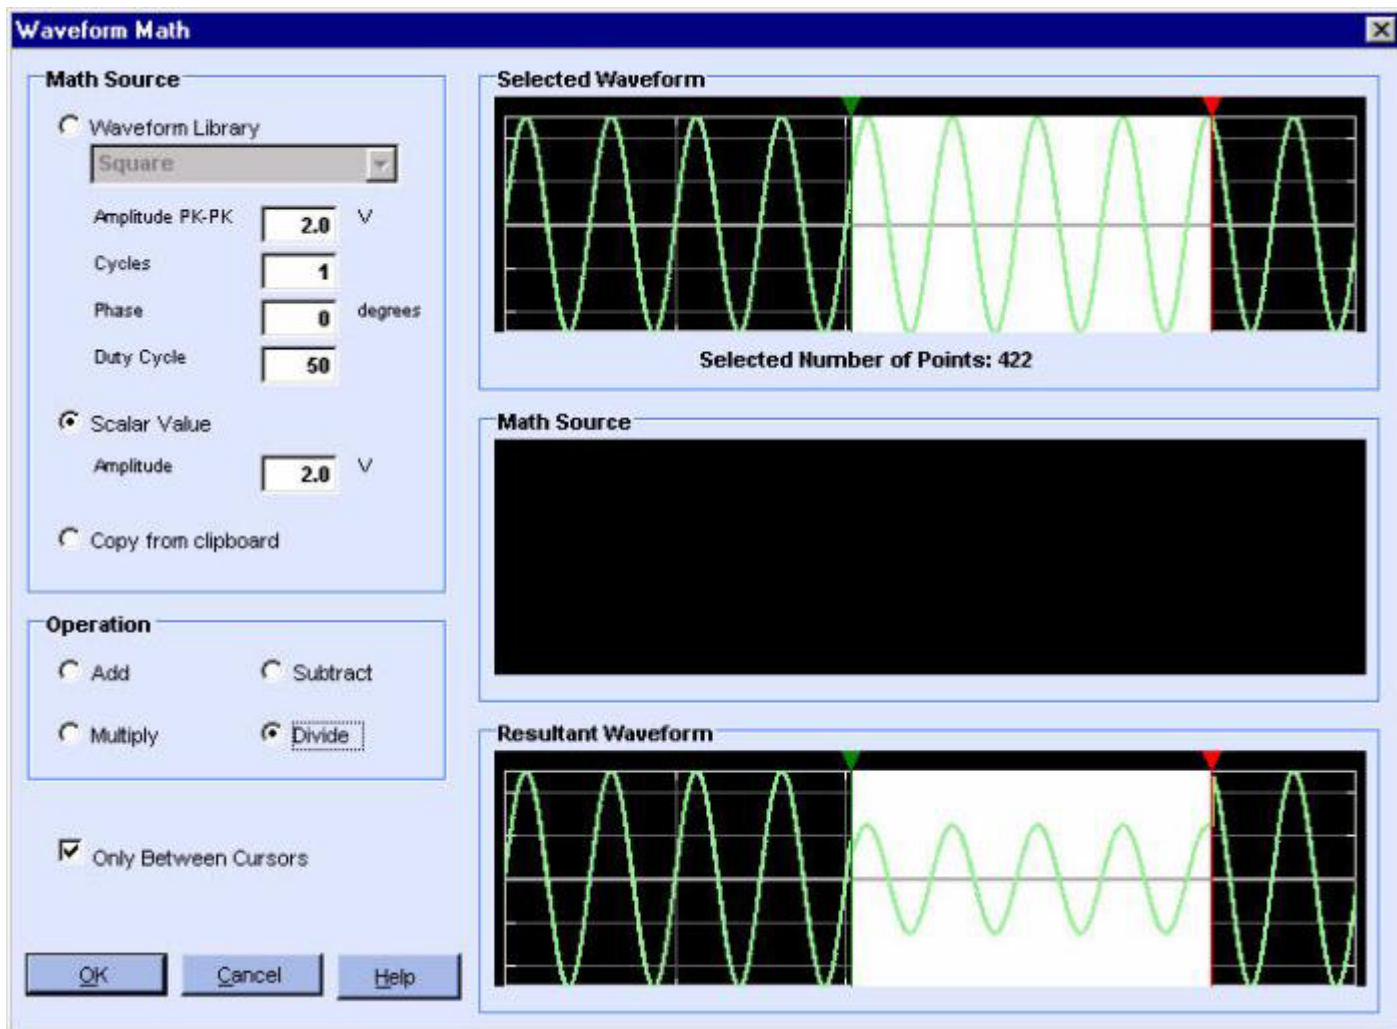 Waveform Math
Math Source
Waveform Library
Square
Amplitude PK-PK 2.0 V
Cycles 1
Phase 0 degrees
Duty Cycle 50
Scalar Value
Amplitude 2.0 V
Copy from clipboard
Operation
Add Subtract
Multiply Divide
Only Between Cursors
OK Cancel Help
Selected Waveform
Selected Number of Points: 422
Math Source
Resultant Waveform